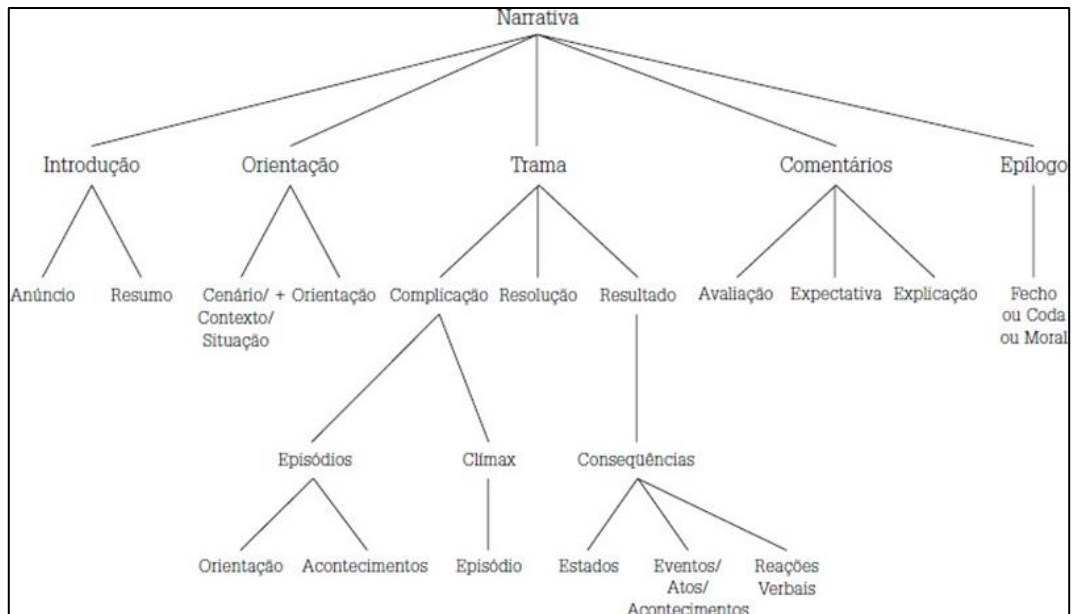 Narrativa
Introdução Orientação Trama Comentários Epílogo
Anúncio Resumo Cenário/ + Orientação Complicação Resolução Resultado Avaliação Expectativa Explicação Fecho
Contexto/ ou Coda
Situação ou Moral
Episódios Clímax Conseqüências
Orientação Acontecimentos Episódio Estados Eventos/ Reações
Atos/ Verbais
Acontecimentos